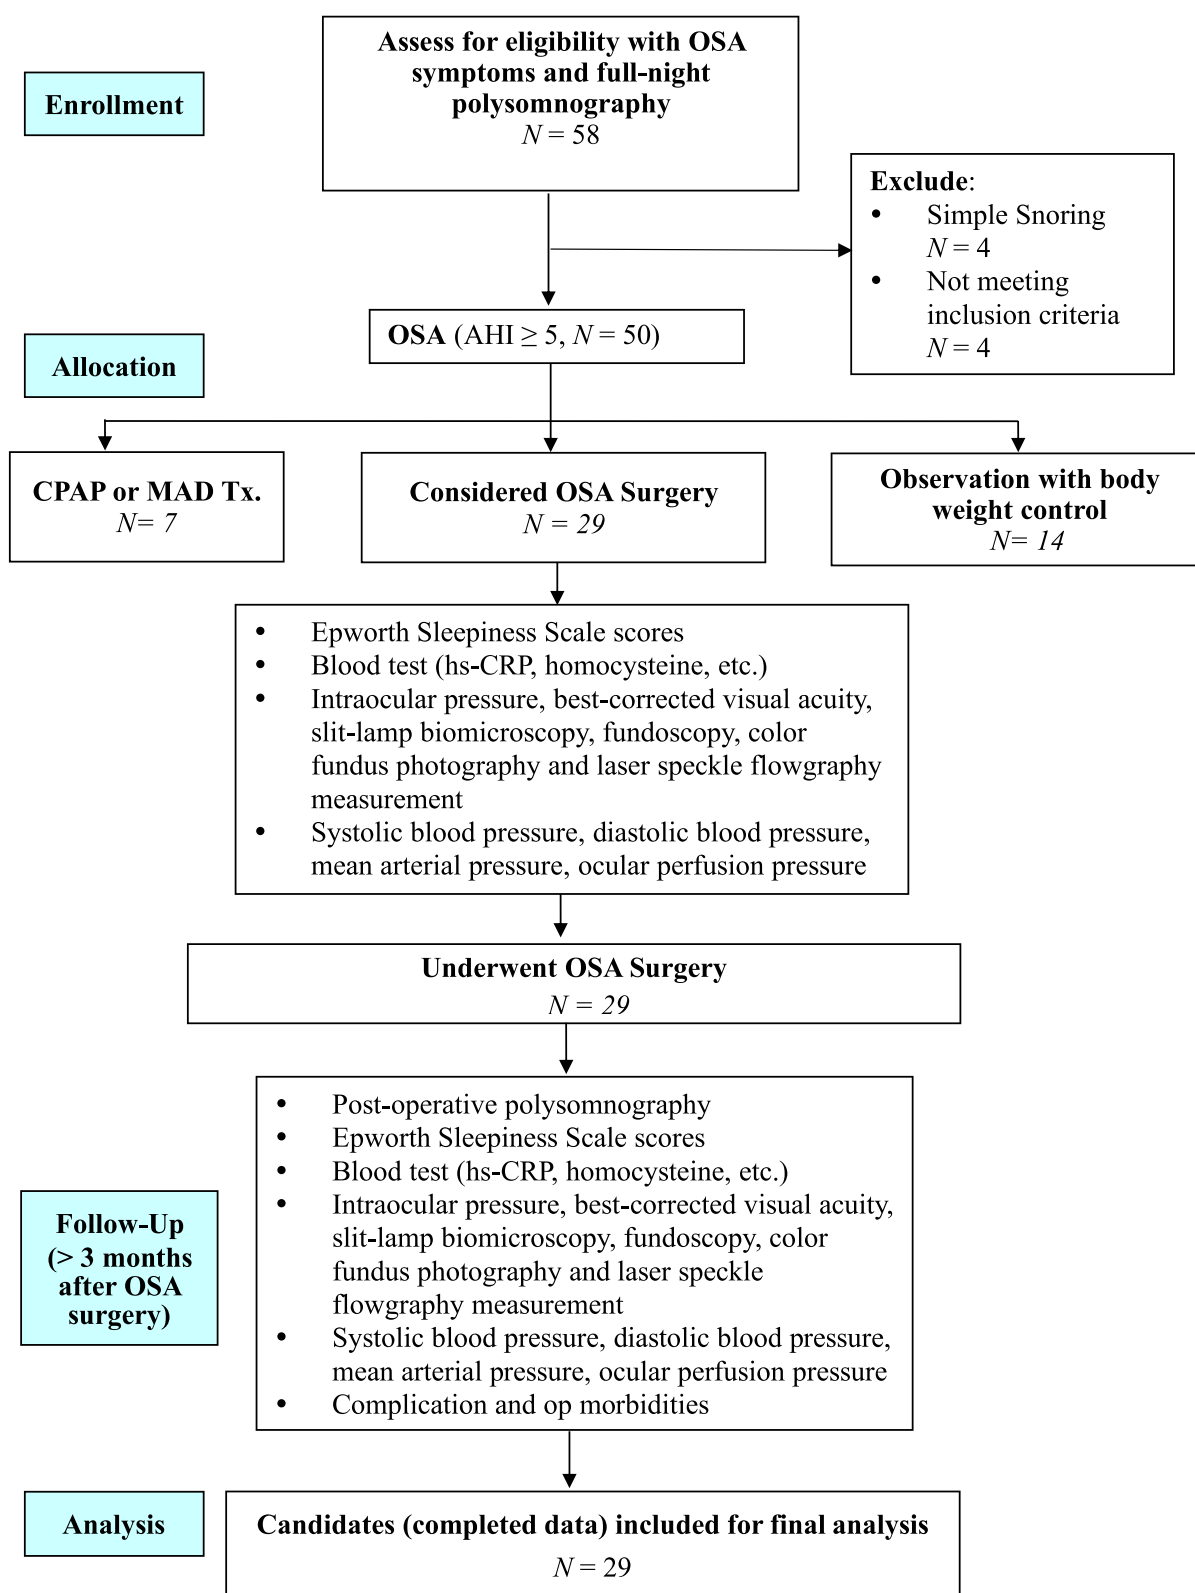 Assess for eligibility with OSA
symptoms and full-night
polysomnography
N = 58
Enrollment
Exclude:
• Simple Snoring
N = 4
• Not meeting
inclusion criteria
N = 4
OSA (AHI ≥ 5, N = 50)
Allocation
CPAP or MAD Tx.
N= 7
Considered OSA Surgery
N = 29
Observation with body
weight control
N= 14
• Epworth Sleepiness Scale scores
• Blood test (hs-CRP, homocysteine, etc.)
• Intraocular pressure, best-corrected visual acuity,
slit-lamp biomicroscopy, fundoscopy, color
fundus photography and laser speckle flowgraphy
measurement
• Systolic blood pressure, diastolic blood pressure,
mean arterial pressure, ocular perfusion pressure
Underwent OSA Surgery
N = 29
Follow-Up
(> 3 months
after OSA
surgery)
• Post-operative polysomnography
• Epworth Sleepiness Scale scores
• Blood test (hs-CRP, homocysteine, etc.)
• Intraocular pressure, best-corrected visual acuity,
slit-lamp biomicroscopy, fundoscopy, color
fundus photography and laser speckle
flowgraphy measurement
• Systolic blood pressure, diastolic blood pressure,
mean arterial pressure, ocular perfusion pressure
• Complication and op morbidities
Analysis
Candidates (completed data) included for final analysis
N = 29